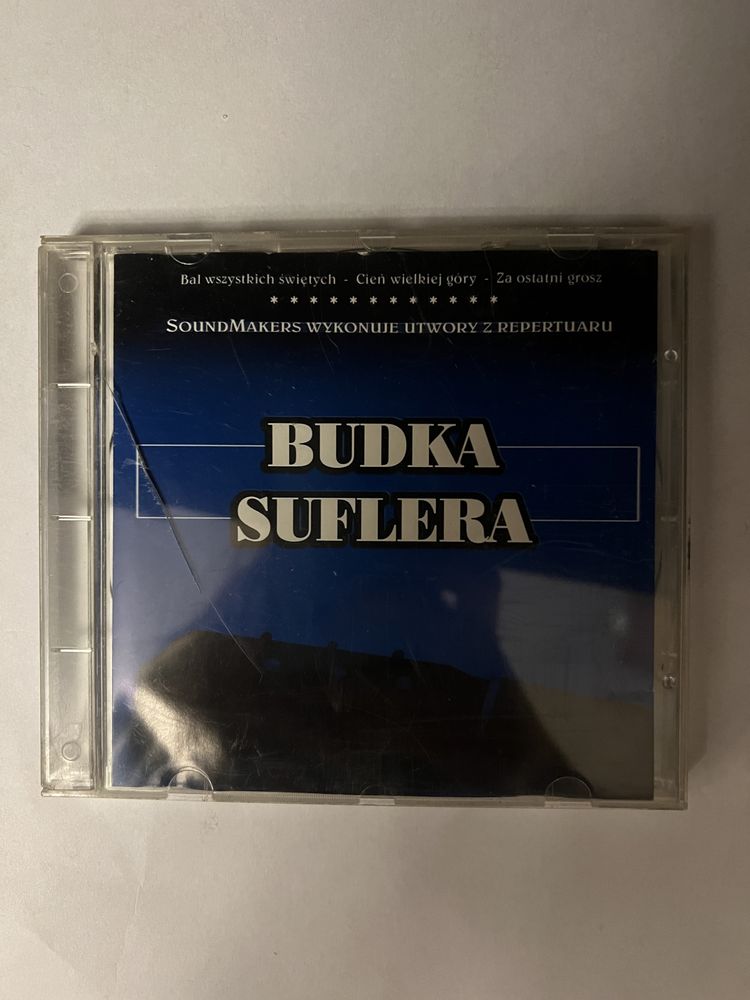 Bal wszystkich świętych - Cień wielkiej góry - Za ostatni grosz
* * * * * * * * * * * *
SoundMakers wykonuje utwory z repertuaru
BUDKA
SUFLERA